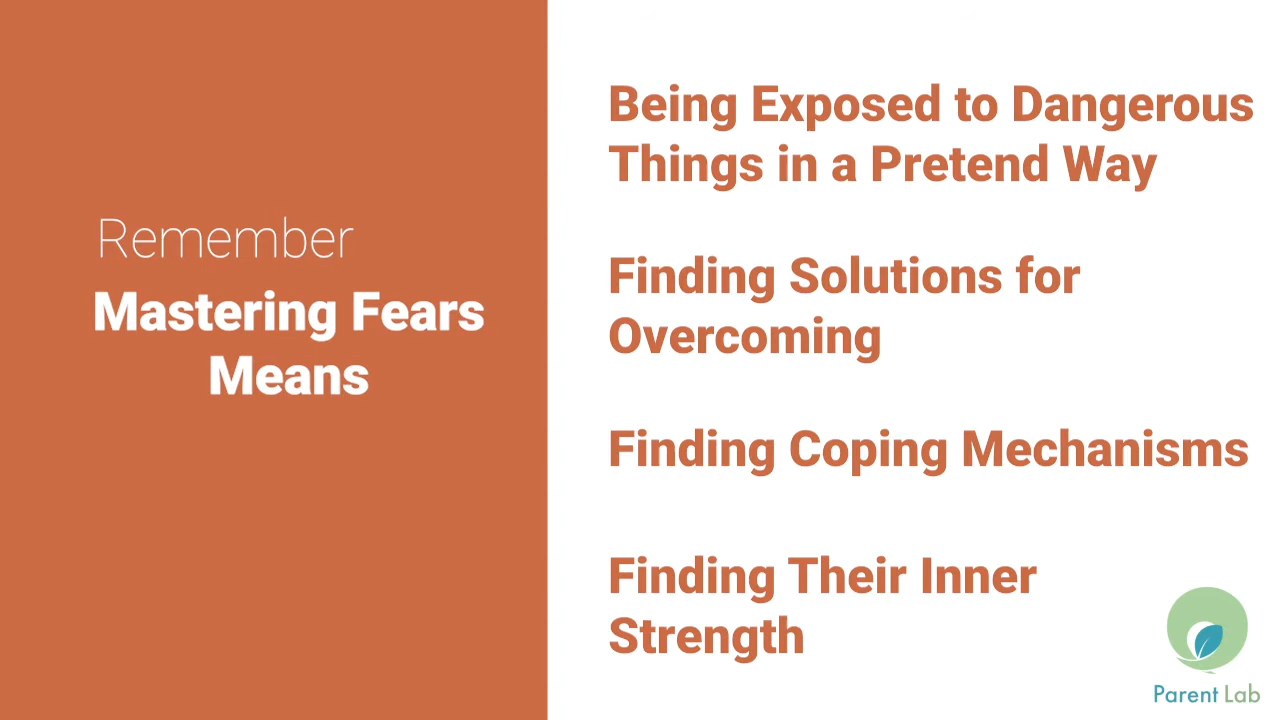 Remember
Mastering Fears
Means
Being Exposed to Dangerous
Things in a Pretend Way
Finding Solutions for
Overcoming
Finding Coping Mechanisms
Finding Their Inner
Strength
Parent Lab